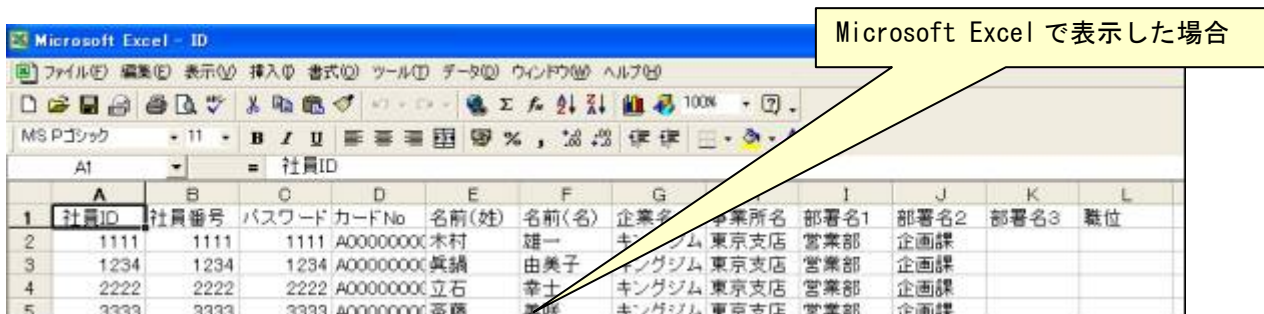 Microsoft Excel で表示した場合
Microsoft Excel - ID
ファイル(F) 編集(E) 表示(V) 挿入(I) 書式(O) ツール(T) データ(D) ウィンドウ(W) ヘルプ(H)
100%
MS Pゴシック 11 B I U % ,
A1 = 社員ID
A B C D E F G I J K L
1 社員ID 社員番号 パスワード カードNo 名前(姓) 名前(名) 企業名 事業所名 部署名1 部署名2 部署名3 職位
2 1111 1111 1111 A0000000 木村 雄一 キングジム 東京支店 営業部 企画課
3 1234 1234 1234 A0000000 眞鍋 由美子 キングジム 東京支店 営業部 企画課
4 2222 2222 2222 A0000000 立石 幸士 キングジム 東京支店 営業部 企画課
5 3333 3333 3333 A0000000 斎藤 美咲 キングジム 東京支店 営業部 企画課